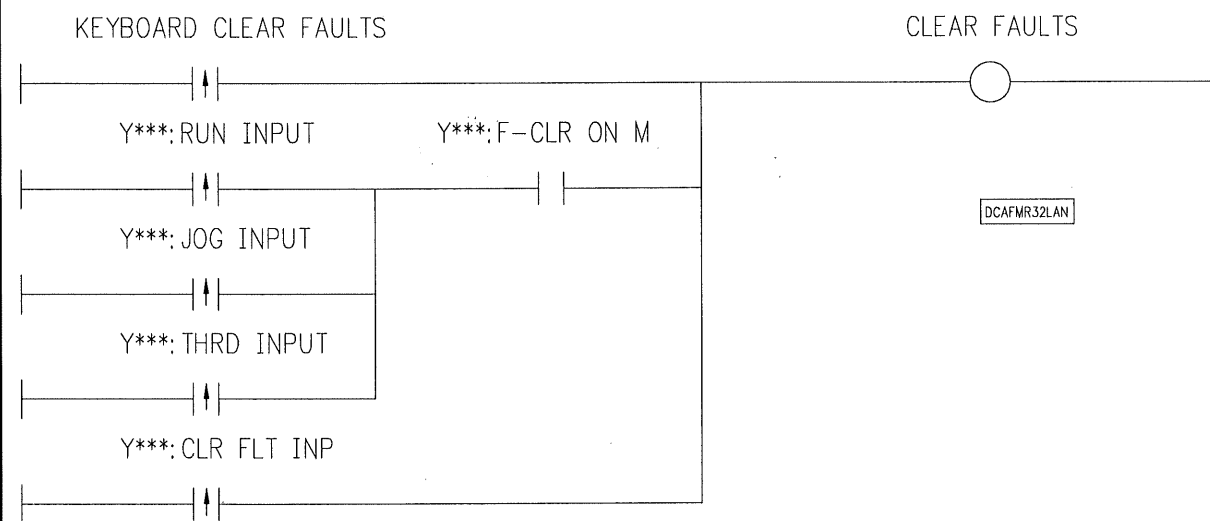 KEYBOARD CLEAR FAULTS
CLEAR FAULTS
Y***:RUN INPUT
Y***:F-CLR ON M
DCAFMR32LAN
Y***:JOG INPUT
Y***:THRD INPUT
Y***:CLR FLT INP